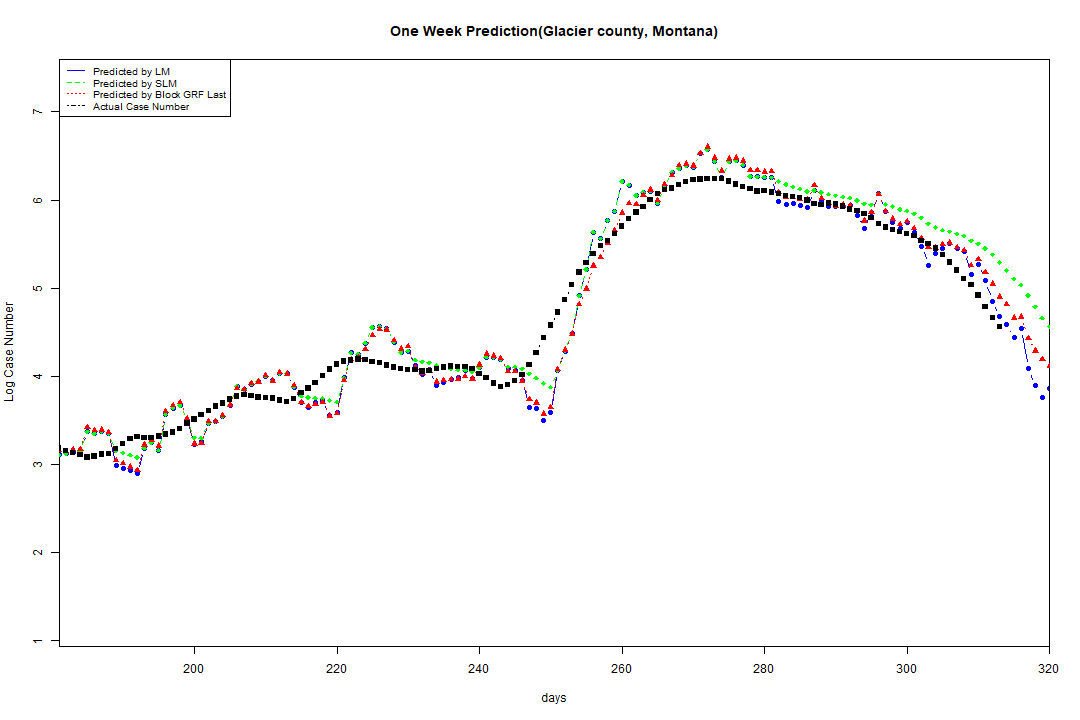 One Week Prediction(Glacier county, Montana)
Predicted by LM
Predicted by SLM
Predicted by Block GRF Last
Actual Case Number
7
6
5
4
3
2
1
Log Case Number
200 220 240 260 280 300 320
days